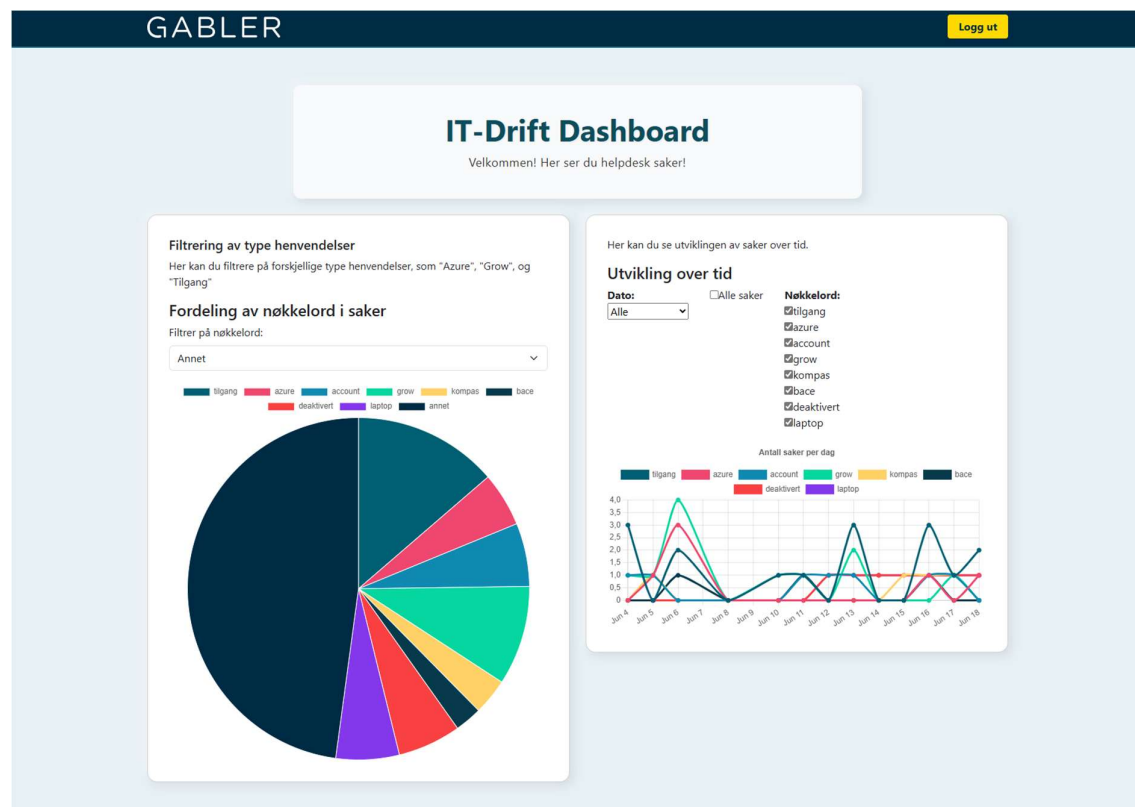 GABLER
Logg ut
IT-Drift Dashboard
Velkommen! Her ser du helpdesk saker!
Filtrering av type henvendelser
Her kan du filtrere på forskjellige type henvendelser, som "Azure", "Grow", og
"Tilgang"
Fordeling av nøkkelord i saker
Filtrer på nøkkelord:
Annet
tilgang azure account grow kompas bace
deaktivert laptop annet
Her kan du se utviklingen av saker over tid.
Utvikling over tid
Dato: Alle saker Nøkkelord:
Alle
tilgang
azure
account
grow
kompas
bace
deaktivert
laptop
Antall saker per dag
tilgang azure account grow kompas bace
deaktivert laptop
4,0
3,5
3,0
2,5
2,0
1,5
1,0
0,5
0
Jun 4 Jun 5 Jun 6 Jun 7 Jun 8 Jun 9 Jun 10 Jun 11 Jun 12 Jun 13 Jun 14 Jun 15 Jun 16 Jun 17 Jun 18